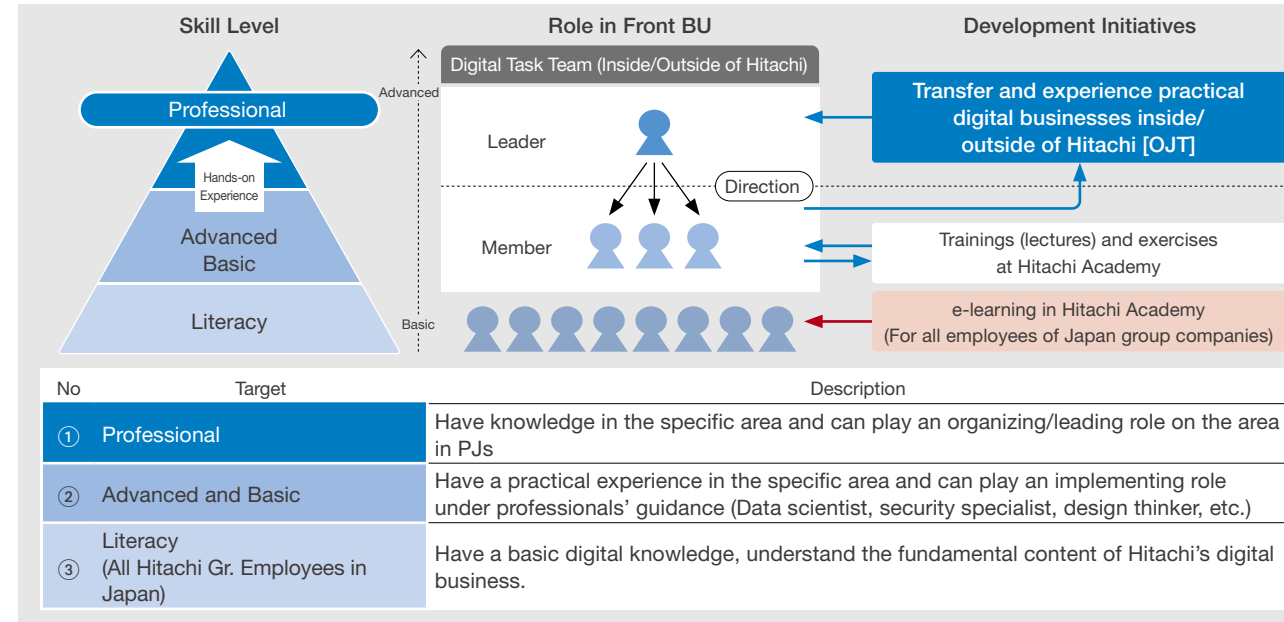 Skill Level
Role in Front BU
Development Initiatives
Professional
Hands-on
Experience
Advanced
Basic
Literacy
Advanced
Basic
Digital Task Team (Inside/Outside of Hitachi)
Leader
Direction
Member
Transfer and experience practical
digital businesses inside/
outside of Hitachi [OJT]
Trainings (lectures) and exercises
at Hitachi Academy
e-learning in Hitachi Academy
(For all employees of Japan group companies)
No Target Description
① Professional
Have knowledge in the specific area and can play an organizing/leading role on the area
in PJs
② Advanced and Basic
Have a practical experience in the specific area and can play an implementing role
under professionals’ guidance (Data scientist, security specialist, design thinker, etc.)
③ Literacy
(All Hitachi Gr. Employees in
Japan)
Have a basic digital knowledge, understand the fundamental content of Hitachi’s digital
business.